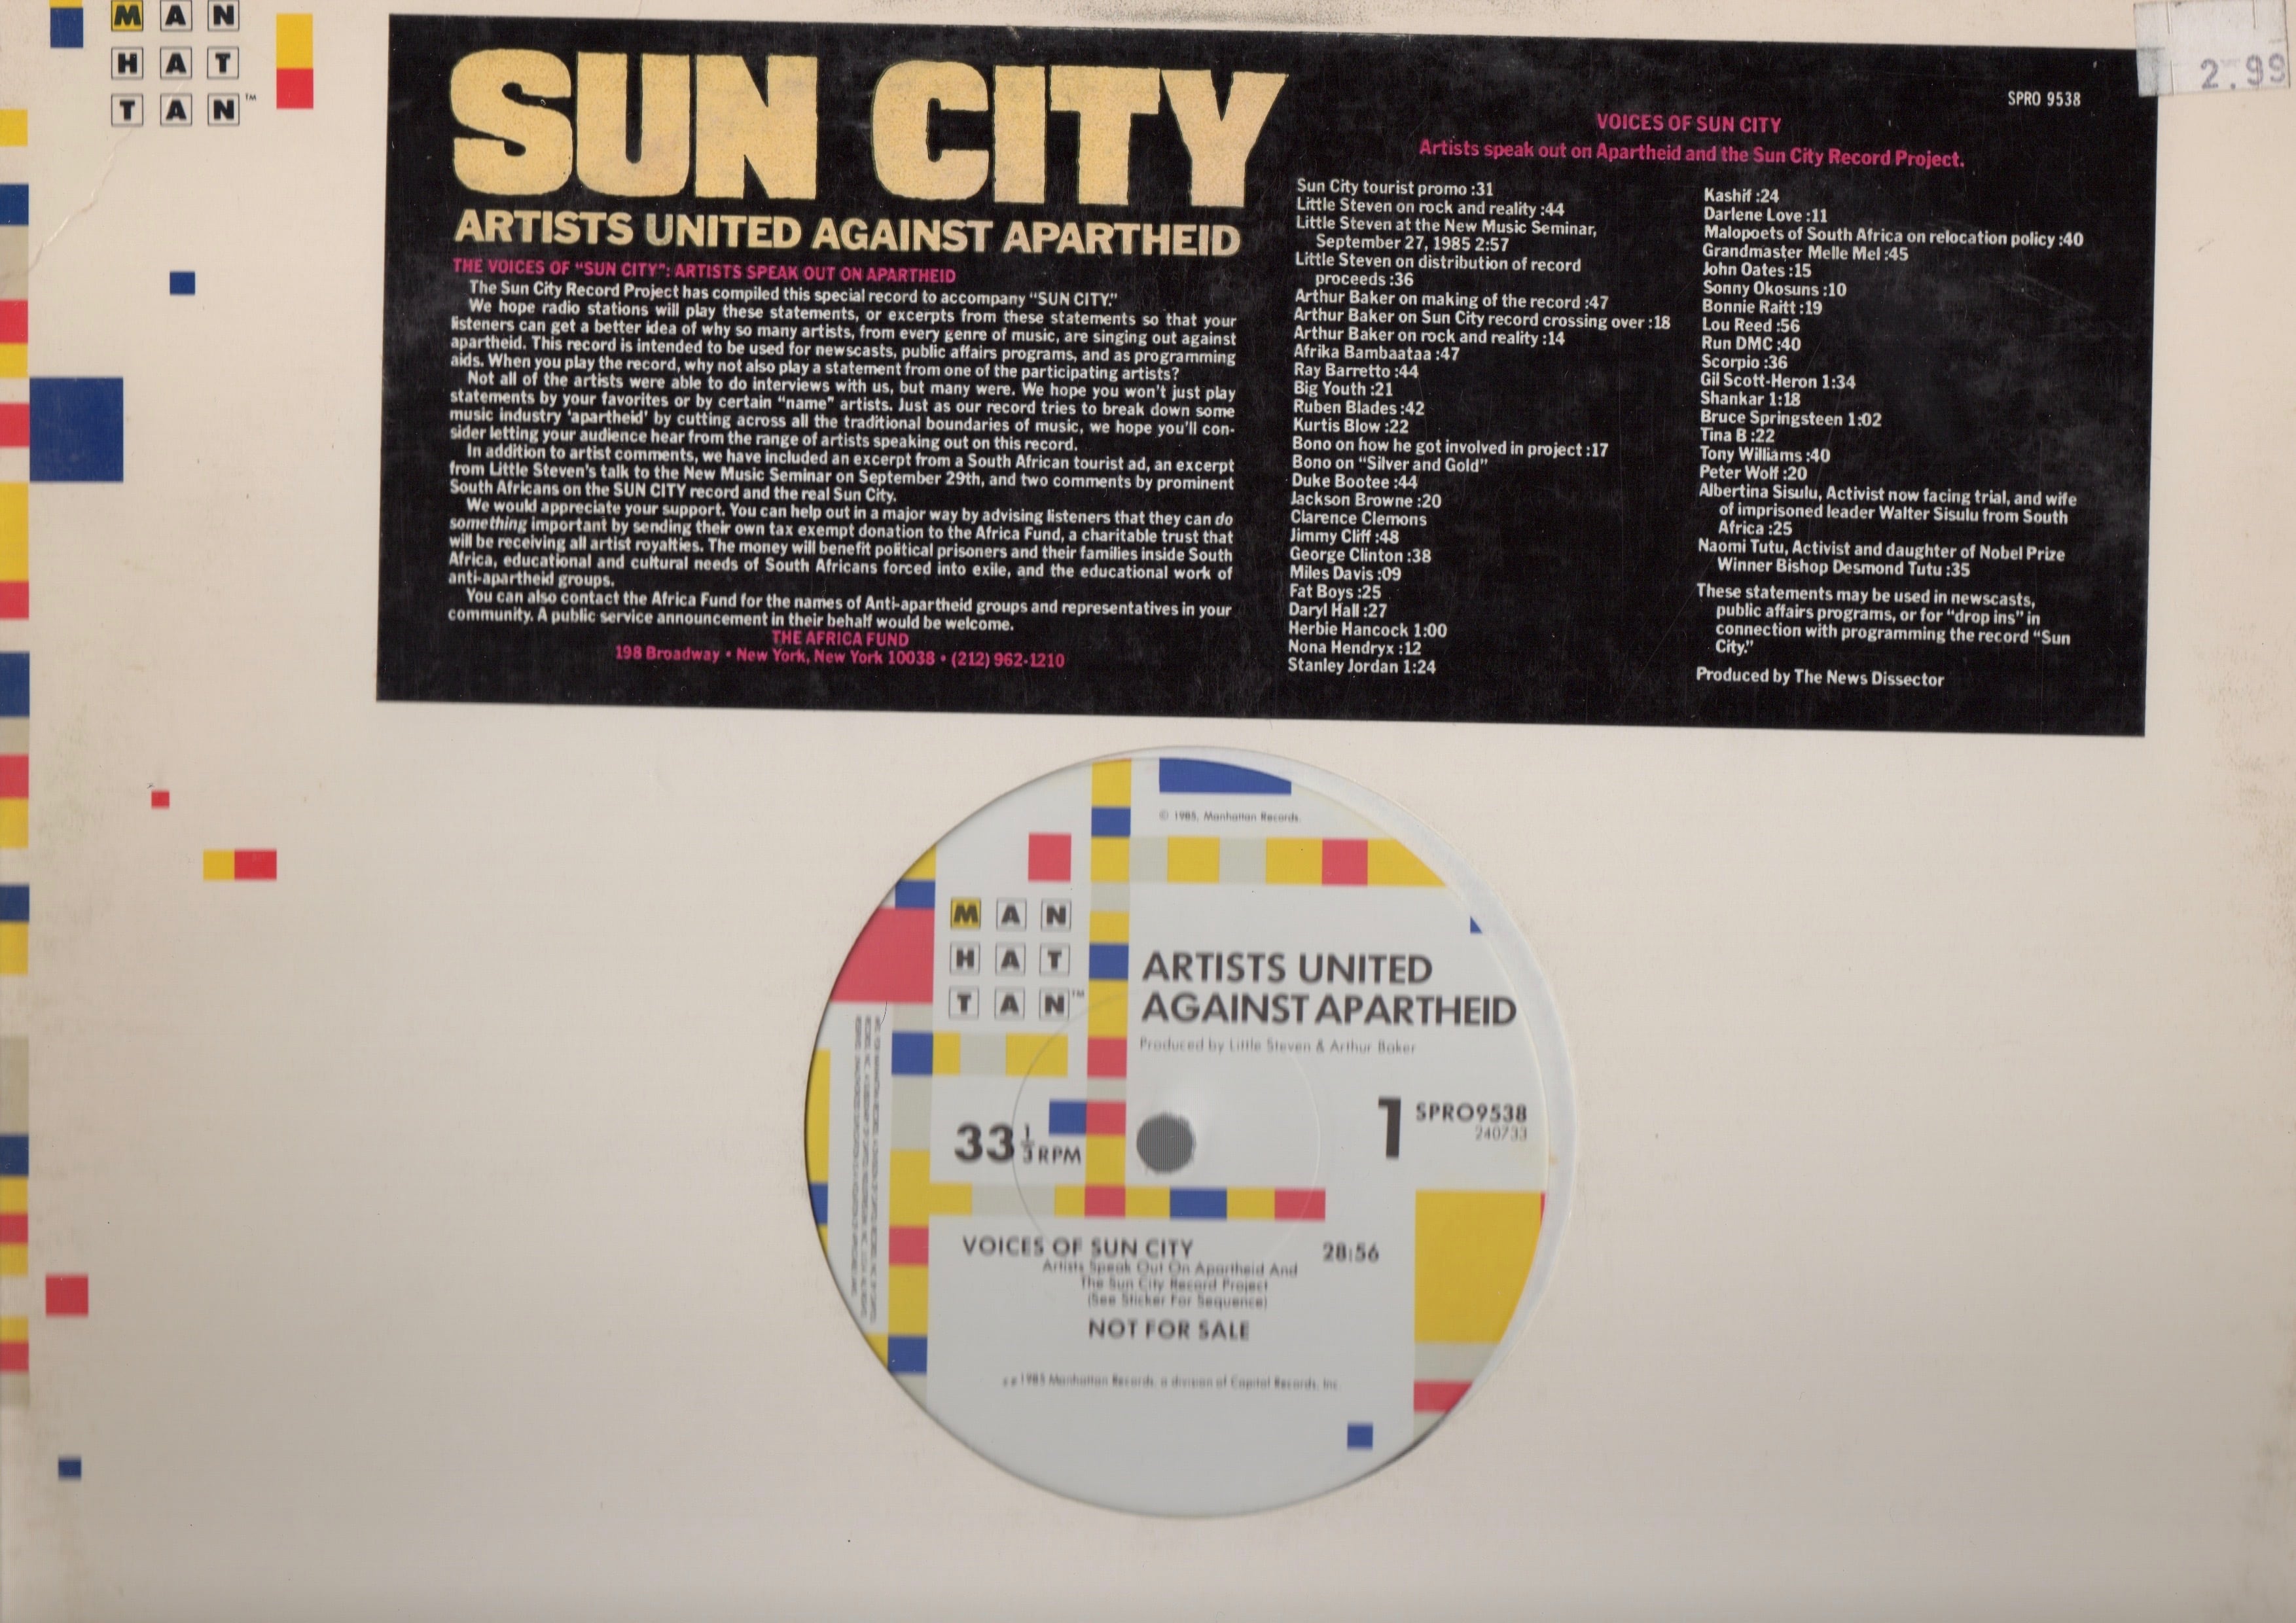 MAN
HAT
TAN™
2.99
SUN CITY
ARTISTS UNITED AGAINST APARTHEID
THE VOICES OF "SUN CITY": ARTISTS SPEAK OUT ON APARTHEID
The Sun City Record Project has compiled this special record to accompany "SUN CITY."
We hope radio stations will play these statements, or excerpts from these statements so that your
listeners can get a better idea of why so many artists, from every genre of music, are singing out against
apartheid. This record is intended to be used for newscasts, public affairs programs, and as programming
aids. When you play the record, why not also play a statement from one of the participating artists?
Not all of the artists were able to do interviews with us, but many were. We hope you won't just play
statements by your favorites or by certain "name" artists. Just as our record tries to break down some
music industry 'apartheid' by cutting across all the traditional boundaries of music, we hope you'll con-
sider letting your audience hear from the range of artists speaking out on this record.
In addition to artist comments, we have included an excerpt from a South African tourist ad, an excerpt
from Little Steven's talk to the New Music Seminar on September 29th, and two comments by prominent
South Africans on the SUN CITY record and the real Sun City.
We would appreciate your support. You can help out in a major way by advising listeners that they can do
something important by sending their own tax exempt donation to the Africa Fund, a charitable trust that
will be receiving all artist royalties. The money will benefit political prisoners and their families inside South
Africa, educational and cultural needs of South Africans forced into exile, and the educational work of
anti-apartheid groups.
You can also contact the Africa Fund for the names of Anti-apartheid groups and representatives in your
community. A public service announcement in their behalf would be welcome.
THE AFRICA FUND
198 Broadway • New York, New York 10038 • (212) 962-1210
SPRO 9538
VOICES OF SUN CITY
Artists speak out on Apartheid and the Sun City Record Project.
Sun City tourist promo :31
Little Steven on rock and reality :44
Little Steven at the New Music Seminar,
September 27, 1985 2:57
Little Steven on distribution of record
proceeds :36
Arthur Baker on making of the record :47
Arthur Baker on Sun City record crossing over :18
Arthur Baker on rock and reality :14
Afrika Bambaataa :47
Ray Barretto :44
Big Youth :21
Ruben Blades :42
Kurtis Blow :22
Bono on how he got involved in project :17
Bono on "Silver and Gold"
Duke Bootee :44
Jackson Browne :20
Clarence Clemons
Jimmy Cliff :48
George Clinton :38
Miles Davis :09
Fat Boys :25
Daryl Hall :27
Herbie Hancock 1:00
Nona Hendryx :12
Stanley Jordan 1:24
Kashif :24
Darlene Love :11
Malopoets of South Africa on relocation policy :40
Grandmaster Melle Mel :45
John Oates :15
Sonny Okosuns :10
Bonnie Raitt :19
Lou Reed :56
Run DMC :40
Scorpio :36
Gil Scott-Heron 1:34
Shankar 1:18
Bruce Springsteen 1:02
Tina B :22
Tony Williams :40
Peter Wolf :20
Albertina Sisulu, Activist now facing trial, and wife
of imprisoned leader Walter Sisulu from South
Africa :25
Naomi Tutu, Activist and daughter of Nobel Prize
Winner Bishop Desmond Tutu :35
These statements may be used in newscasts,
public affairs programs, or for "drop ins" in
connection with programming the record "Sun
City."
Produced by The News Dissector
© 1985, Manhattan Records.
MAN
HAT
TAN™
ARTISTS UNITED
AGAINST APARTHEID
Produced by Little Steven & Arthur Baker
33 1/3 RPM
1 SPRO9538
240733
VOICES OF SUN CITY 28:56
Artists Speak Out On Apartheid And
The Sun City Record Project
(See Sticker For Sequence)
NOT FOR SALE
1985 Manhattan Records, a division of Capitol Records, Inc.